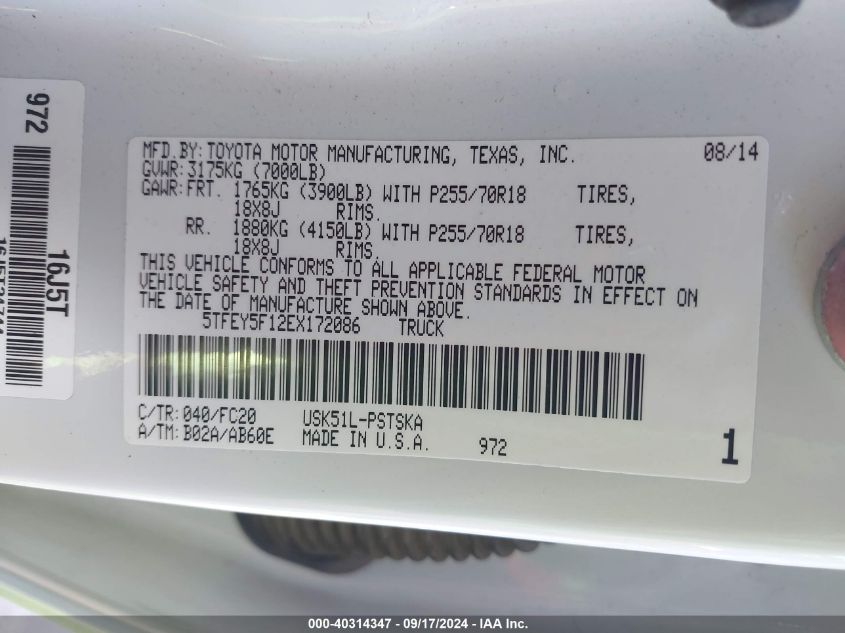 972
16J5T
MFD.BY:TOYOTA MOTOR MANUFACTURING, TEXAS, INC. 08/14
GVWR:3175KG (7000LB)
GAWR:FRT. 1765KG (3900LB) WITH P255/70R18 TIRES,
18X8J RIMS.
RR. 1880KG (4150LB) WITH P255/70R18 TIRES,
18X8J RIMS.
THIS VEHICLE CONFORMS TO ALL APPLICABLE FEDERAL MOTOR
VEHICLE SAFETY AND THEFT PREVENTION STANDARDS IN EFFECT ON
THE DATE OF MANUFACTURE SHOWN ABOVE.
5TFEY5F12EX172086 TRUCK
C/TR:040/FC20 USK51L-PSTSKA
A/TM:B02A/AB60E MADE IN U.S.A. 972 1
000-40314347 - 09/17/2024 - IAA Inc.